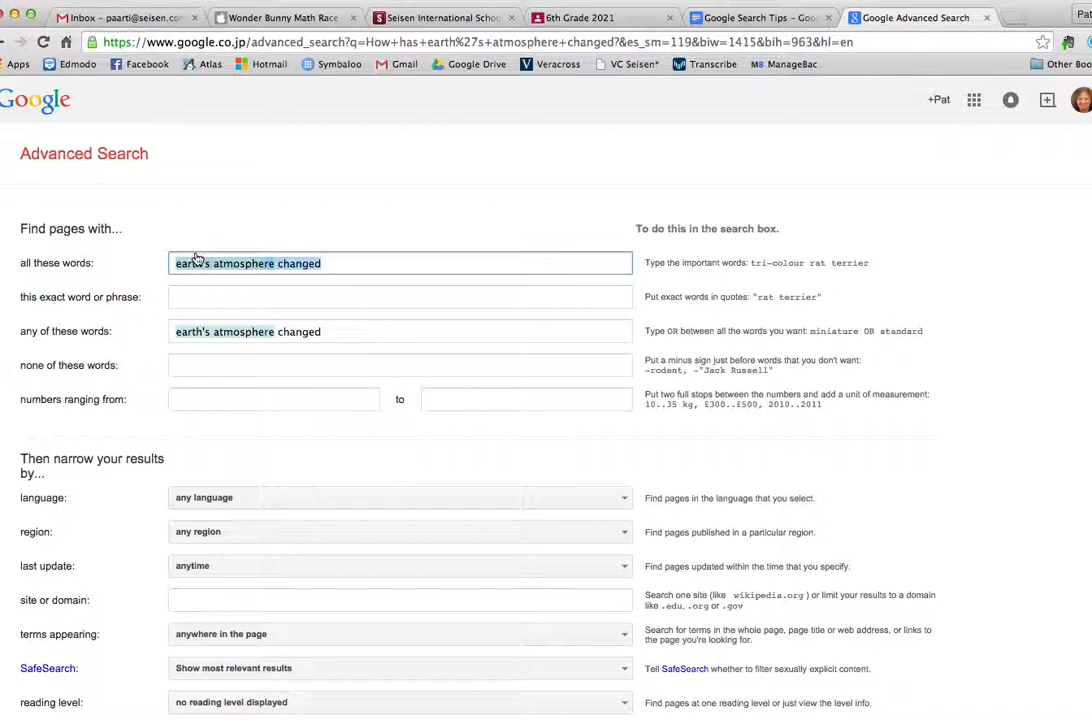 Inbox - paarti@seisen.com
Wonder Bunny Math Race
Seisen International Scho
6th Grade 2021
Google Search Tips - Goo
Google Advanced Search
Pat
https://www.google.co.jp/advanced_search?q=How+has+earth%27s+atmosphere+changed?&es_sm=119&biw=1415&bih=963&hl=en
Apps
Edmodo
Facebook
Atlas
Hotmail
Symbaloo
Gmail
Google Drive
Veracross
VC Seisen*
Transcribe
MB ManageBac
Other Boo
Google
+Pat
Advanced Search
Find pages with...
To do this in the search box.
all these words:
earth's atmosphere changed
Type the important words: tri-colour rat terrier
this exact word or phrase:
Put exact words in quotes: "rat terrier"
any of these words:
earth's atmosphere changed
Type OR between all the words you want: miniature OR standard
none of these words:
Put a minus sign just before words that you don't want:
-rodent, -"Jack Russell"
numbers ranging from:
to
Put two full stops between the numbers and add a unit of measurement:
10..35 kg, £300..£500, 2010..2011
Then narrow your results
by...
language:
any language
Find pages in the language that you select.
region:
any region
Find pages published in a particular region.
last update:
anytime
Find pages updated within the time that you specify.
site or domain:
Search one site (like wikipedia.org ) or limit your results to a domain
like .edu, .org or .gov
terms appearing:
anywhere in the page
Search for terms in the whole page, page title or web address, or links to
the page you're looking for.
SafeSearch:
Show most relevant results
Tell SafeSearch whether to filter sexually explicit content.
reading level:
no reading level displayed
Find pages at one reading level or just view the level info.